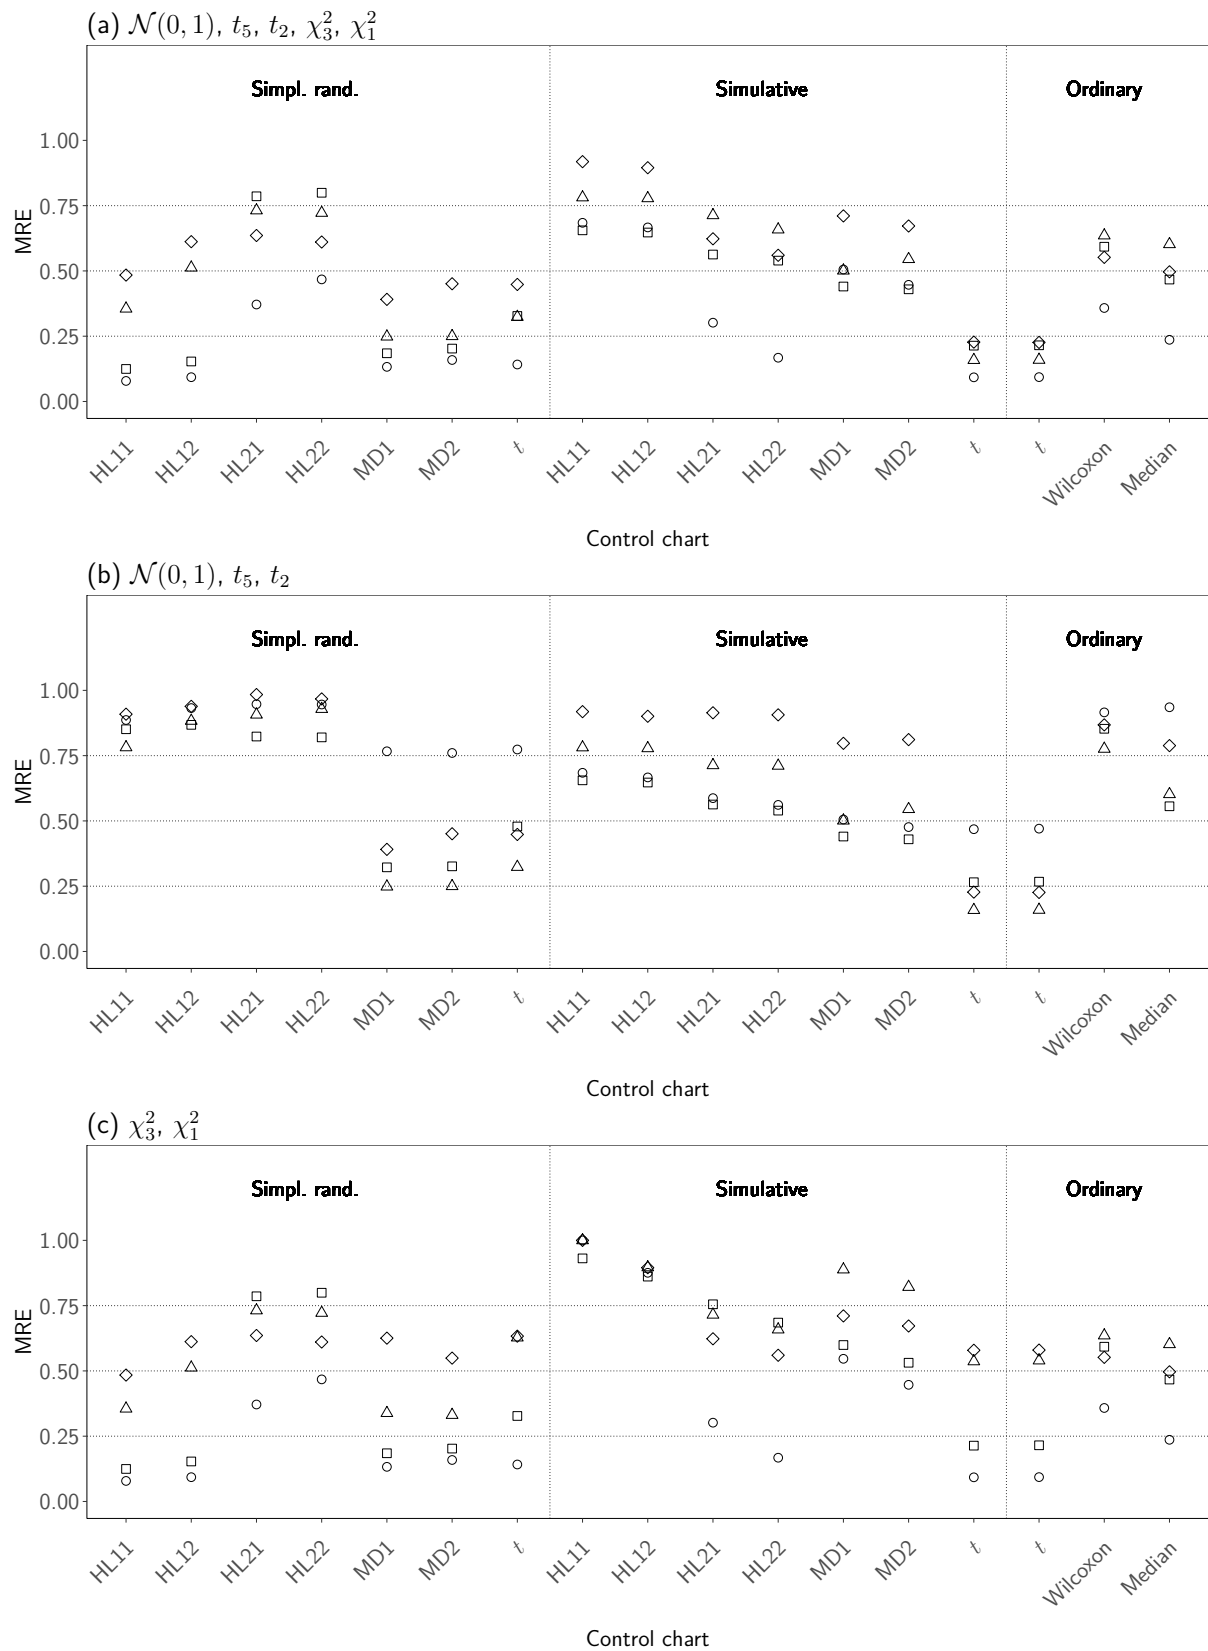 (a) 𝒩(0, 1), t₅, t₂, χ²₃, χ²₁
Simpl. rand. Simulative Ordinary
MRE
1.00
0.75
0.50
0.25
0.00
HL11 HL12 HL21 HL22 MD1 MD2 t HL11 HL12 HL21 HL22 MD1 MD2 t t Wilcoxon Median
Control chart
(b) 𝒩(0, 1), t₅, t₂
Simpl. rand. Simulative Ordinary
MRE
1.00
0.75
0.50
0.25
0.00
HL11 HL12 HL21 HL22 MD1 MD2 t HL11 HL12 HL21 HL22 MD1 MD2 t t Wilcoxon Median
Control chart
(c) χ²₃, χ²₁
Simpl. rand. Simulative Ordinary
MRE
1.00
0.75
0.50
0.25
0.00
HL11 HL12 HL21 HL22 MD1 MD2 t HL11 HL12 HL21 HL22 MD1 MD2 t t Wilcoxon Median
Control chart